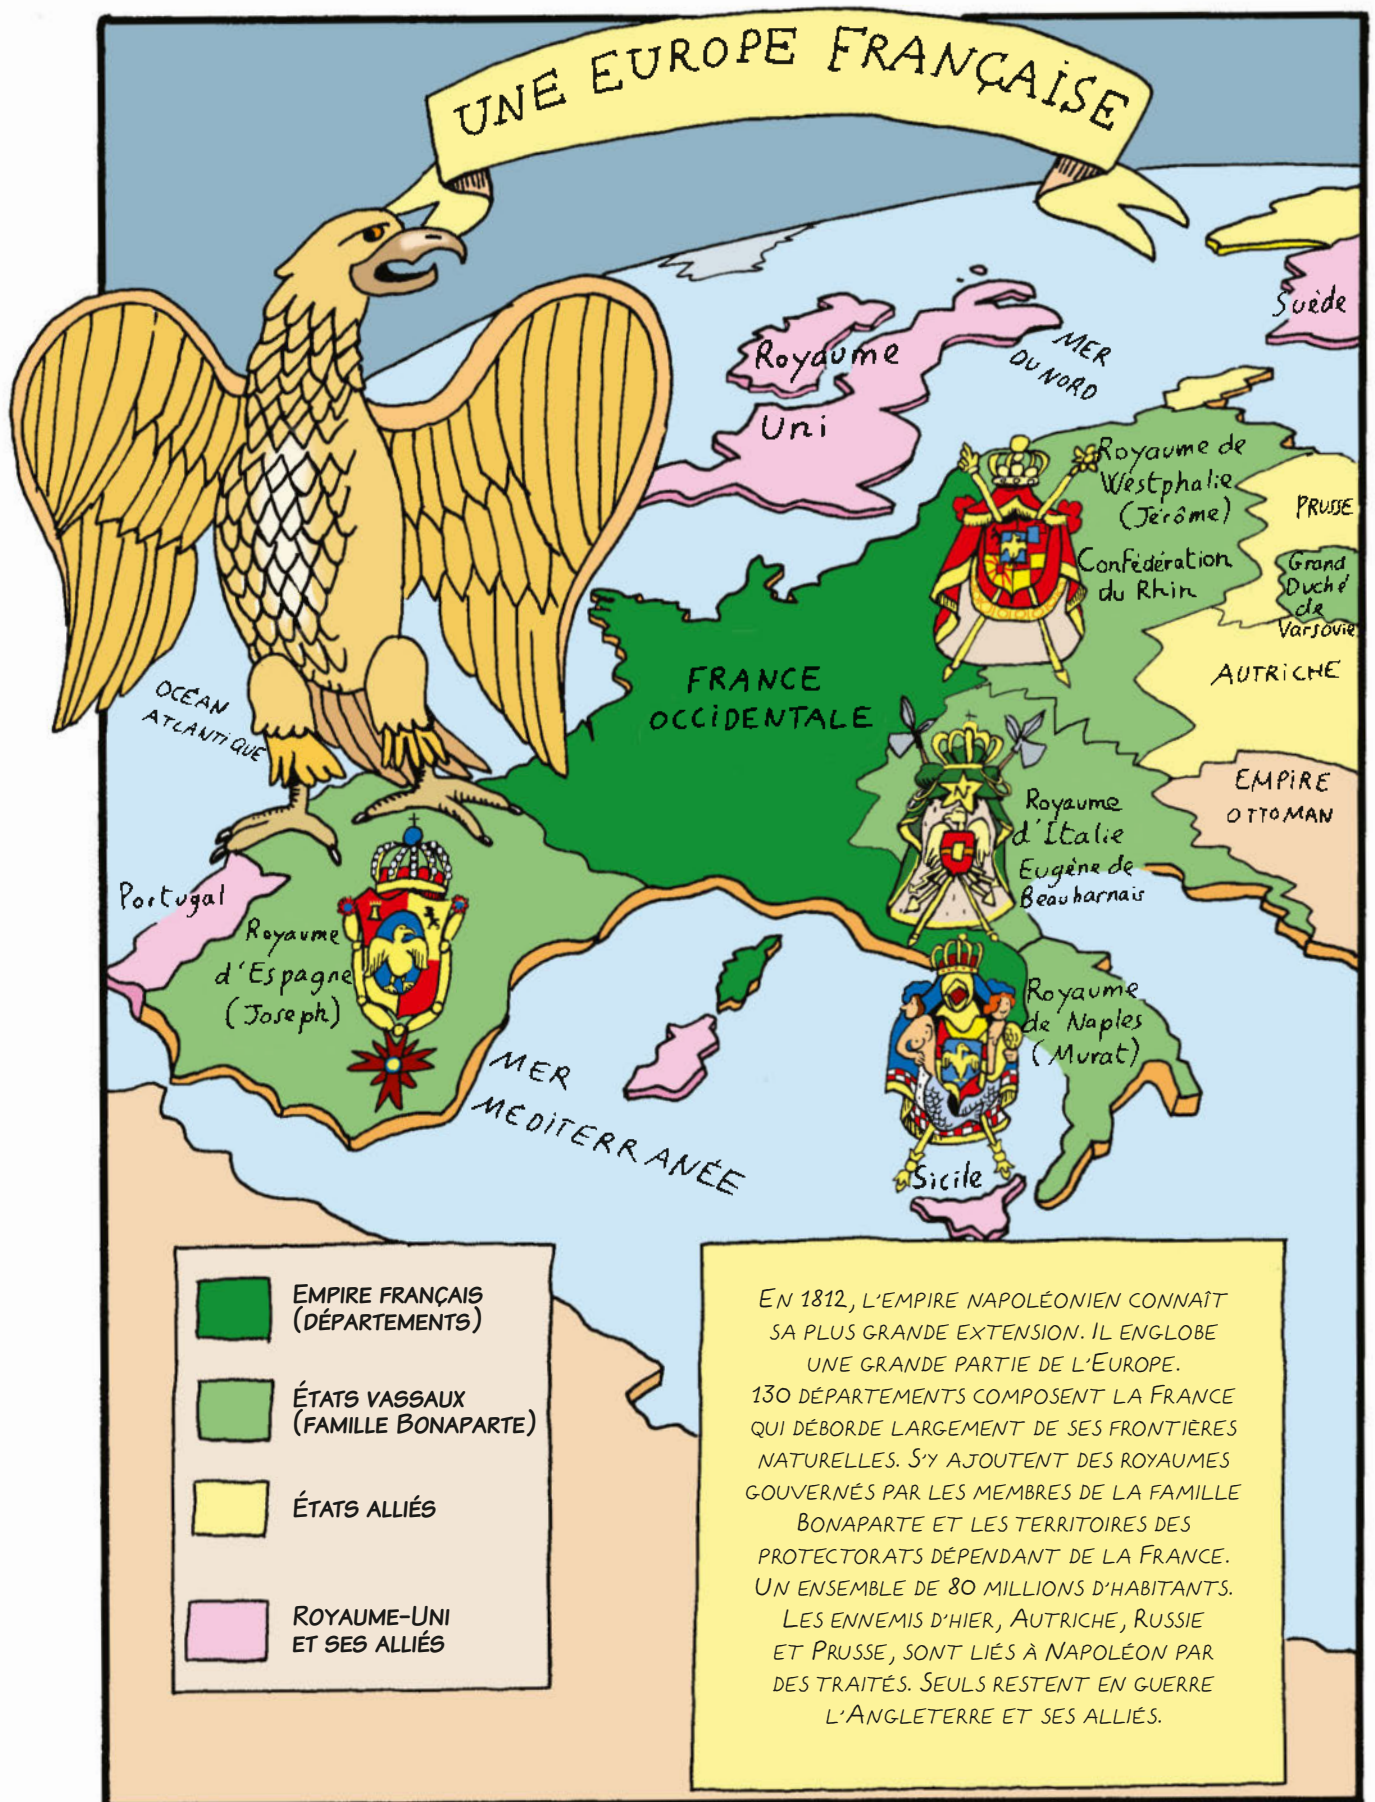 UNE EUROPE FRANÇAISE
Suède
Royaume
Uni
MER
DU NORD
Royaume de
Westphalie
(Jérôme)
Confédération
du Rhin
PRUSSE
Grand
Duché
de
Varsovie
AUTRICHE
FRANCE
OCCIDENTALE
OCÉAN
ATLANTIQUE
EMPIRE
OTTOMAN
N
Royaume
d'Italie
Eugène de
Beauharnais
Portugal
Royaume
d'Espagne
(Joseph)
Royaume
de Naples
(Murat)
MER
MÉDITERRANÉE
Sicile
EMPIRE FRANÇAIS
(DÉPARTEMENTS)
ÉTATS VASSAUX
(FAMILLE BONAPARTE)
ÉTATS ALLIÉS
ROYAUME-UNI
ET SES ALLIÉS
EN 1812, L'EMPIRE NAPOLÉONIEN CONNAÎT
SA PLUS GRANDE EXTENSION. IL ENGLOBE
UNE GRANDE PARTIE DE L'EUROPE.
130 DÉPARTEMENTS COMPOSENT LA FRANCE
QUI DÉBORDE LARGEMENT DE SES FRONTIÈRES
NATURELLES. S'Y AJOUTENT DES ROYAUMES
GOUVERNÉS PAR LES MEMBRES DE LA FAMILLE
BONAPARTE ET LES TERRITOIRES DES
PROTECTORATS DÉPENDANT DE LA FRANCE.
UN ENSEMBLE DE 80 MILLIONS D'HABITANTS.
LES ENNEMIS D'HIER, AUTRICHE, RUSSIE
ET PRUSSE, SONT LIÉS À NAPOLÉON PAR
DES TRAITÉS. SEULS RESTENT EN GUERRE
L'ANGLETERRE ET SES ALLIÉS.